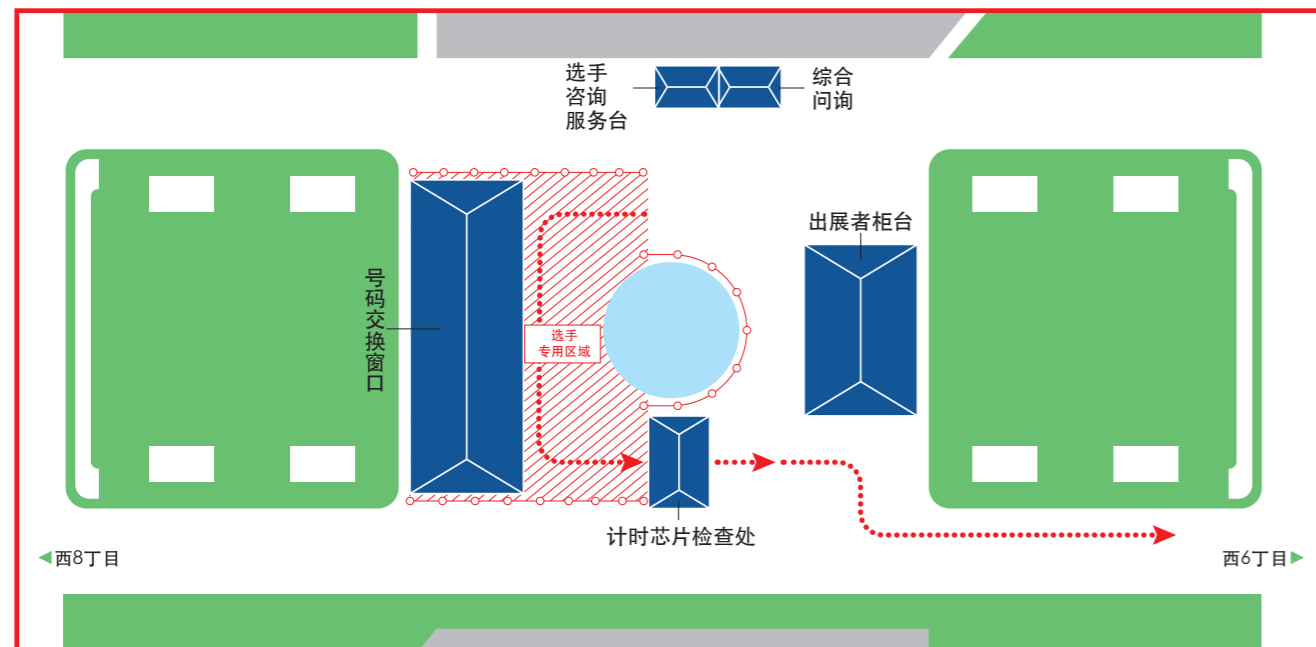 选手
咨询
服务台
综合
问询
出展者柜台
号码交换窗口
选手
专用区域
计时芯片检查处
西8丁目
西6丁目